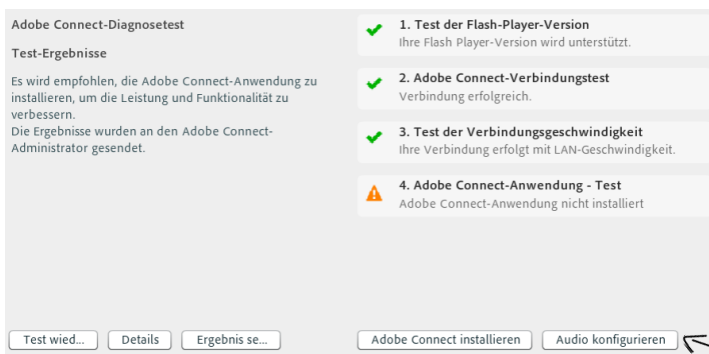 Adobe Connect-Diagnosetest
Test-Ergebnisse
Es wird empfohlen, die Adobe Connect-Anwendung zu
installieren, um die Leistung und Funktionalität zu
verbessern.
Die Ergebnisse wurden an den Adobe Connect-
Administrator gesendet.
1. Test der Flash-Player-Version
Ihre Flash Player-Version wird unterstützt.
2. Adobe Connect-Verbindungstest
Verbindung erfolgreich.
3. Test der Verbindungsgeschwindigkeit
Ihre Verbindung erfolgt mit LAN-Geschwindigkeit.
4. Adobe Connect-Anwendung - Test
Adobe Connect-Anwendung nicht installiert
Test wied...
Details
Ergebnis se...
Adobe Connect installieren
Audio konfigurieren